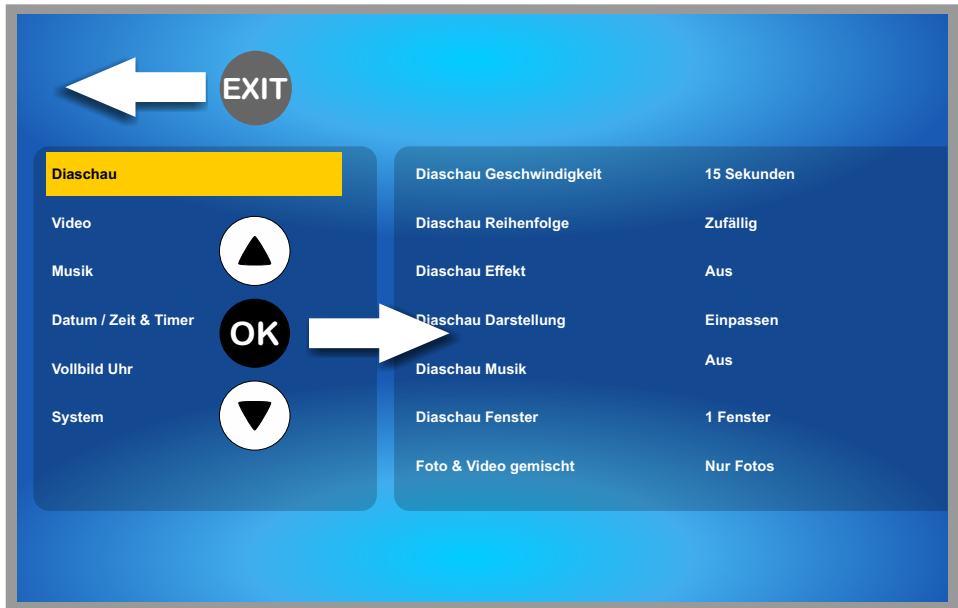 EXIT
Diaschau
Video
Musik
Datum / Zeit & Timer
Vollbild Uhr
System
OK
Diaschau Geschwindigkeit 15 Sekunden
Diaschau Reihenfolge Zufällig
Diaschau Effekt Aus
Diaschau Darstellung Einpassen
Diaschau Musik Aus
Diaschau Fenster 1 Fenster
Foto & Video gemischt Nur Fotos